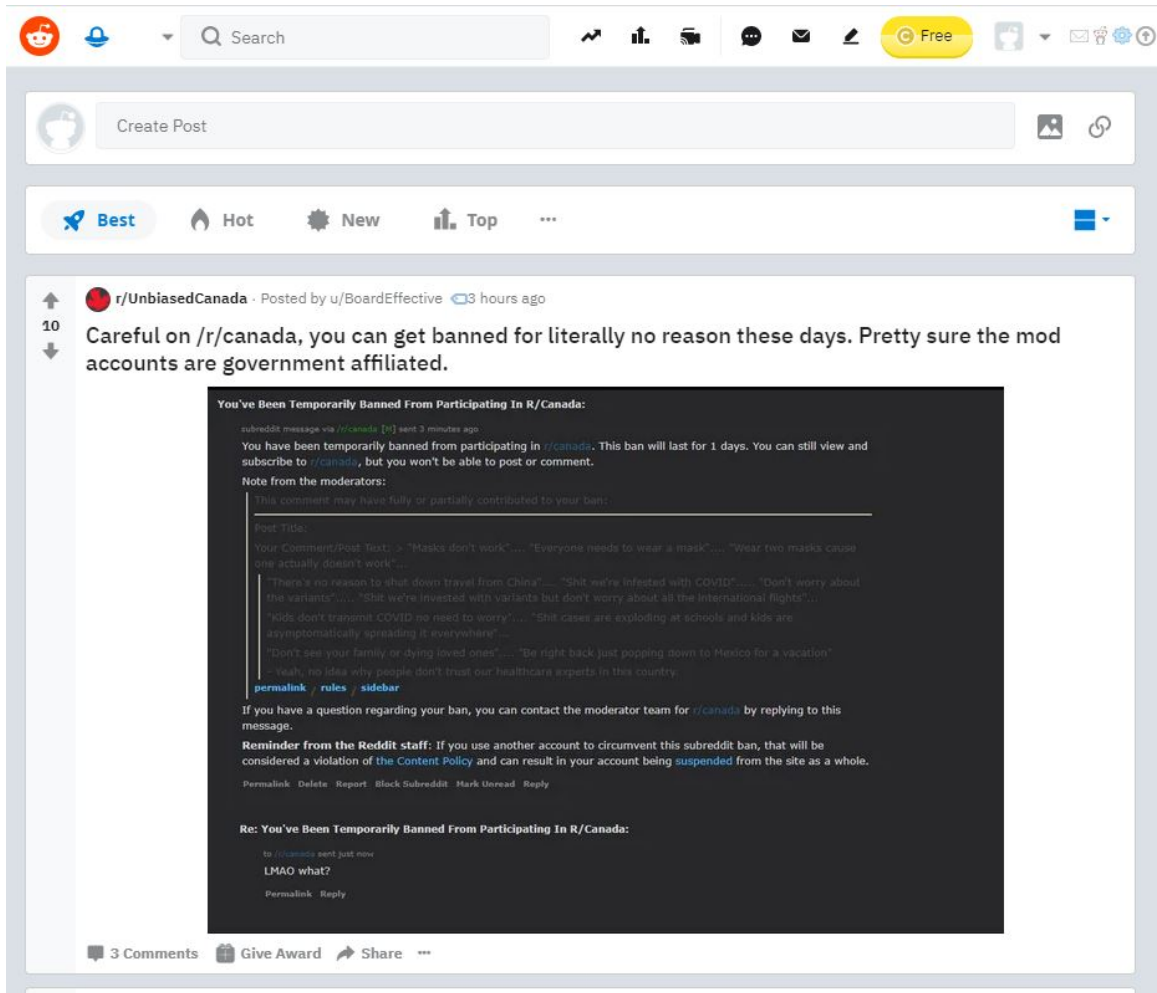 Search
Free
Create Post
Best
Hot
New
Top
r/UnbiasedCanada · Posted by u/BoardEffective 3 hours ago
10
Careful on /r/canada, you can get banned for literally no reason these days. Pretty sure the mod
accounts are government affiliated.
You've Been Temporarily Banned From Participating In R/Canada:
subreddit message via /r/canada [M] sent 3 minutes ago
You have been temporarily banned from participating in r/canada. This ban will last for 1 days. You can still view and
subscribe to r/canada, but you won't be able to post or comment.
Note from the moderators:
This comment may have fully or partially contributed to your ban:
Post Title:
Your Comment/Post Text: > "Masks don't work".... "Everyone needs to wear a mask".... "Wear two masks cause
one actually doesn't work"...
"There's no reason to shut down travel from China".... "Shit we're infested with COVID"..... "Don't worry about
the variants"..... "Shit we're invested with variants but don't worry about all the international flights"...
"Kids don't transmit COVID no need to worry"..... "Shit cases are exploding at schools and kids are
asymptomatically spreading it everywhere"...
"Don't see your family or dying loved ones".... "Be right back just popping down to Mexico for a vacation"
- Yeah, no idea why people don't trust our healthcare experts in this country.
permalink / rules / sidebar
If you have a question regarding your ban, you can contact the moderator team for r/canada by replying to this
message.
Reminder from the Reddit staff: If you use another account to circumvent this subreddit ban, that will be
considered a violation of the Content Policy and can result in your account being suspended from the site as a whole.
Permalink Delete Report Block Subreddit Mark Unread Reply
Re: You've Been Temporarily Banned From Participating In R/Canada:
to /r/canada sent just now
LMAO what?
Permalink Reply
3 Comments Give Award Share